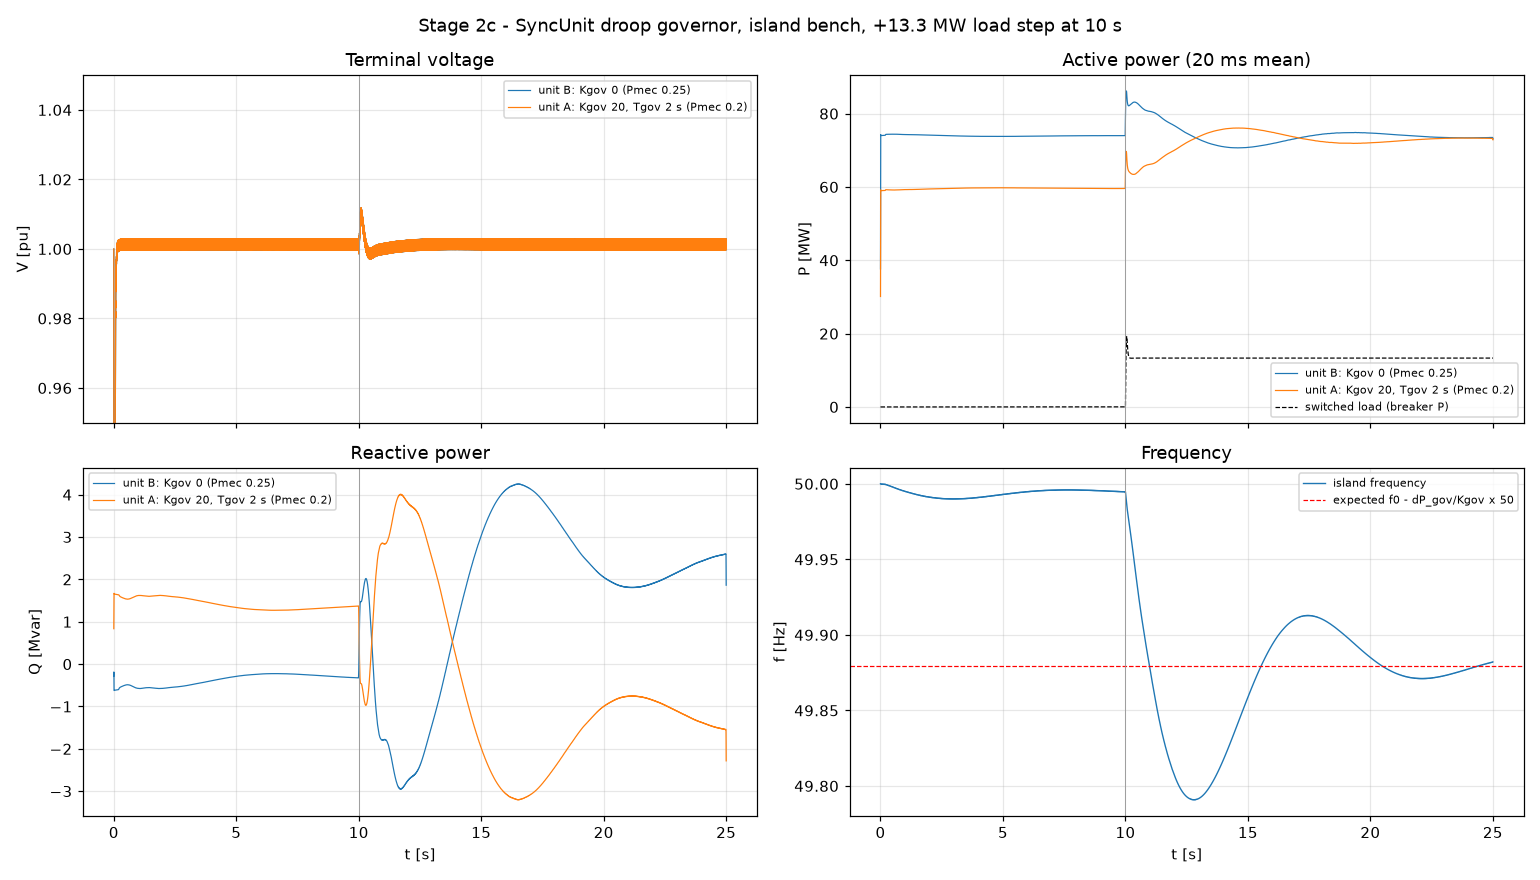 Stage 2c - SyncUnit droop governor, island bench, +13.3 MW load step at 10 s
Terminal voltage
V [pu]
1.04
1.02
1.00
0.98
0.96
unit B: Kgov 0 (Pmec 0.25)
unit A: Kgov 20, Tgov 2 s (Pmec 0.2)
Active power (20 ms mean)
P [MW]
80
60
40
20
0
unit B: Kgov 0 (Pmec 0.25)
unit A: Kgov 20, Tgov 2 s (Pmec 0.2)
switched load (breaker P)
Reactive power
Q [Mvar]
4
3
2
1
0
−1
−2
−3
unit B: Kgov 0 (Pmec 0.25)
unit A: Kgov 20, Tgov 2 s (Pmec 0.2)
0 5 10 15 20 25
t [s]
Frequency
f [Hz]
50.00
49.95
49.90
49.85
49.80
island frequency
expected f0 - dP_gov/Kgov x 50
0 5 10 15 20 25
t [s]